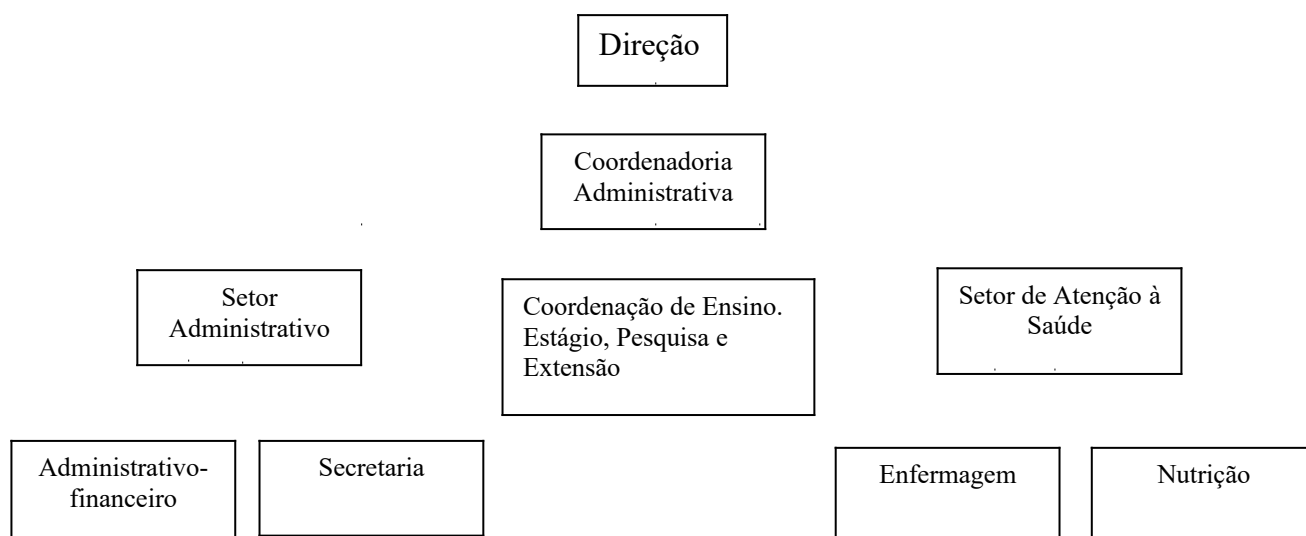 Direção
Coordenadoria
Administrativa
Setor
Administrativo
Coordenação de Ensino.
Estágio, Pesquisa e
Extensão
Setor de Atenção à
Saúde
Administrativo-
financeiro
Secretaria
Enfermagem
Nutrição